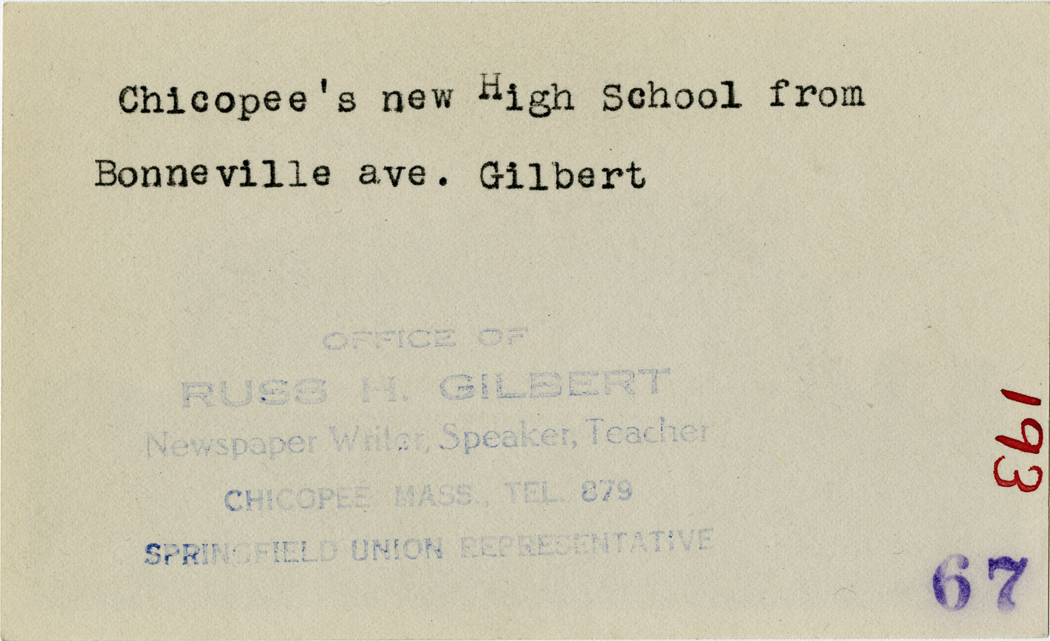 Chicopee's new High School from
Bonneville ave. Gilbert
OFFICE OF
RUSS H. GILBERT
Newspaper Writer, Speaker, Teacher
CHICOPEE MASS., TEL. 879
SPRINGFIELD UNION REPRESENTATIVE
193
67